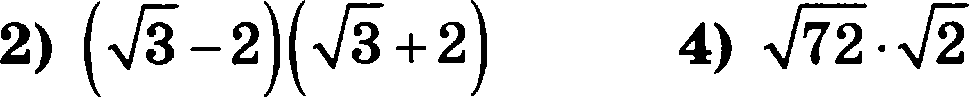 2) (√3 − 2)(√3 + 2) 4) √72 · √2